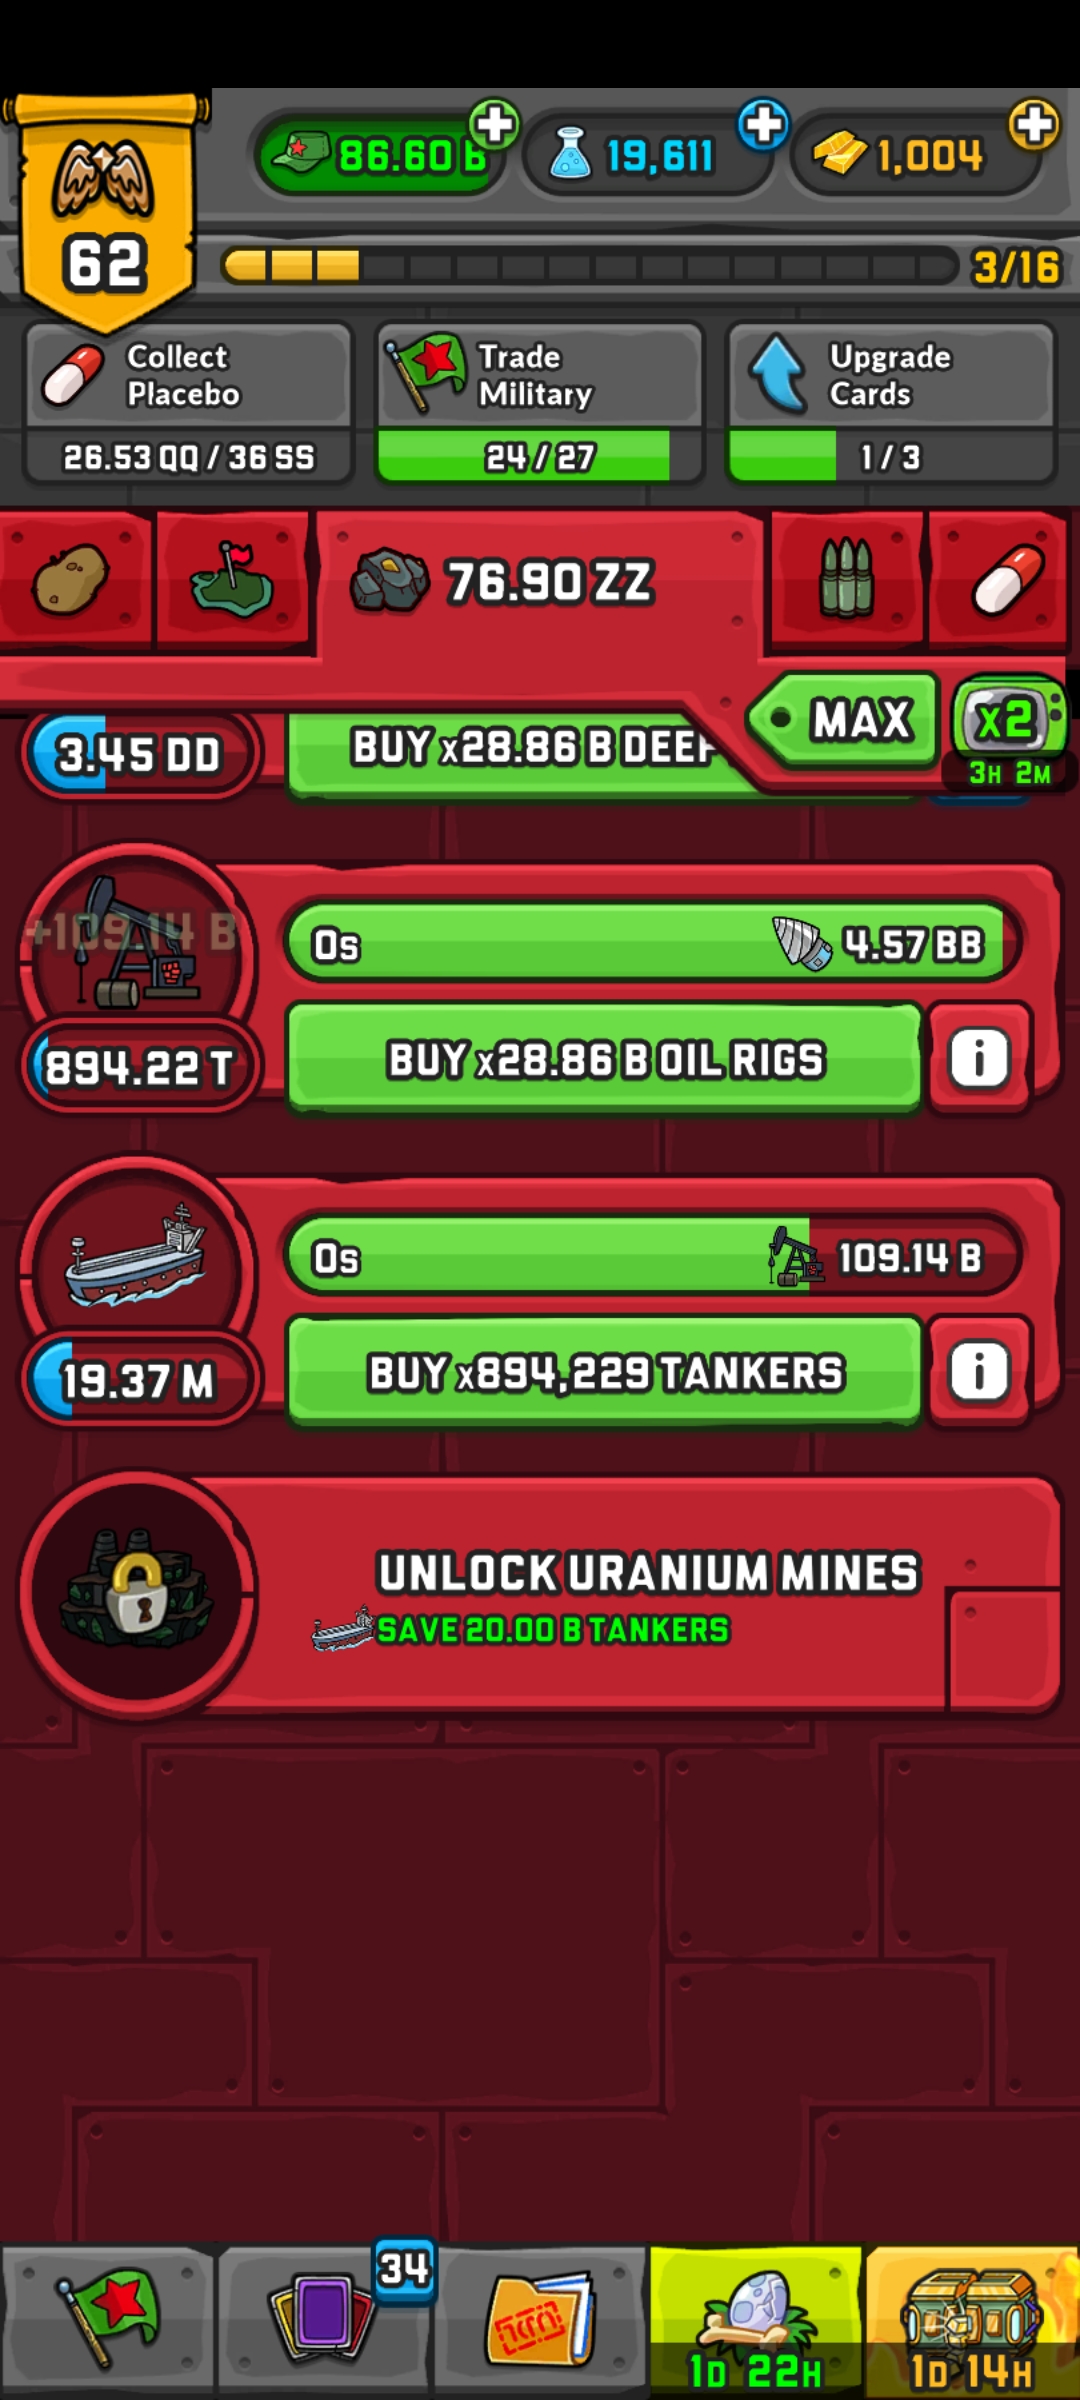 86.60 B
19,611
1,004
62
3/16
Collect
Placebo
26.53 QQ / 36 SS
Trade
Military
24 / 27
Upgrade
Cards
1 / 3
76.90 ZZ
MAX
x2
3H 2M
3.45 DD
BUY x28.86 B DEEP
+109.14 B
0s
4.57 BB
894.22 T
BUY x28.86 B OIL RIGS
i
0s
109.14 B
19.37 M
BUY x894,229 TANKERS
i
UNLOCK URANIUM MINES
SAVE 20.00 B TANKERS
34
1D 22H
1D 14H